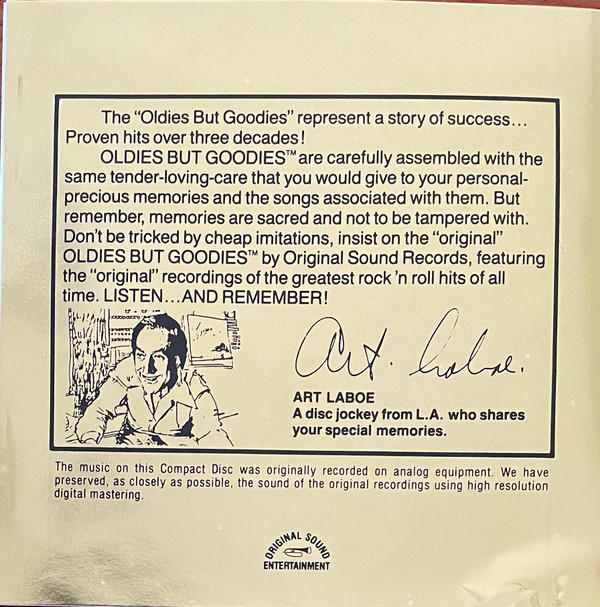 The "Oldies But Goodies" represent a story of success...
Proven hits over three decades!
OLDIES BUT GOODIES™ are carefully assembled with the
same tender-loving-care that you would give to your personal-
precious memories and the songs associated with them. But
remember, memories are sacred and not to be tampered with.
Don't be tricked by cheap imitations, insist on the "original"
OLDIES BUT GOODIES™ by Original Sound Records, featuring
the "original" recordings of the greatest rock 'n roll hits of all
time. LISTEN...AND REMEMBER!
Art Laboe.
ART LABOE
A disc jockey from L.A. who shares
your special memories.
The music on this Compact Disc was originally recorded on analog equipment. We have
preserved, as closely as possible, the sound of the original recordings using high resolution
digital mastering.
ORIGINAL SOUND
ENTERTAINMENT